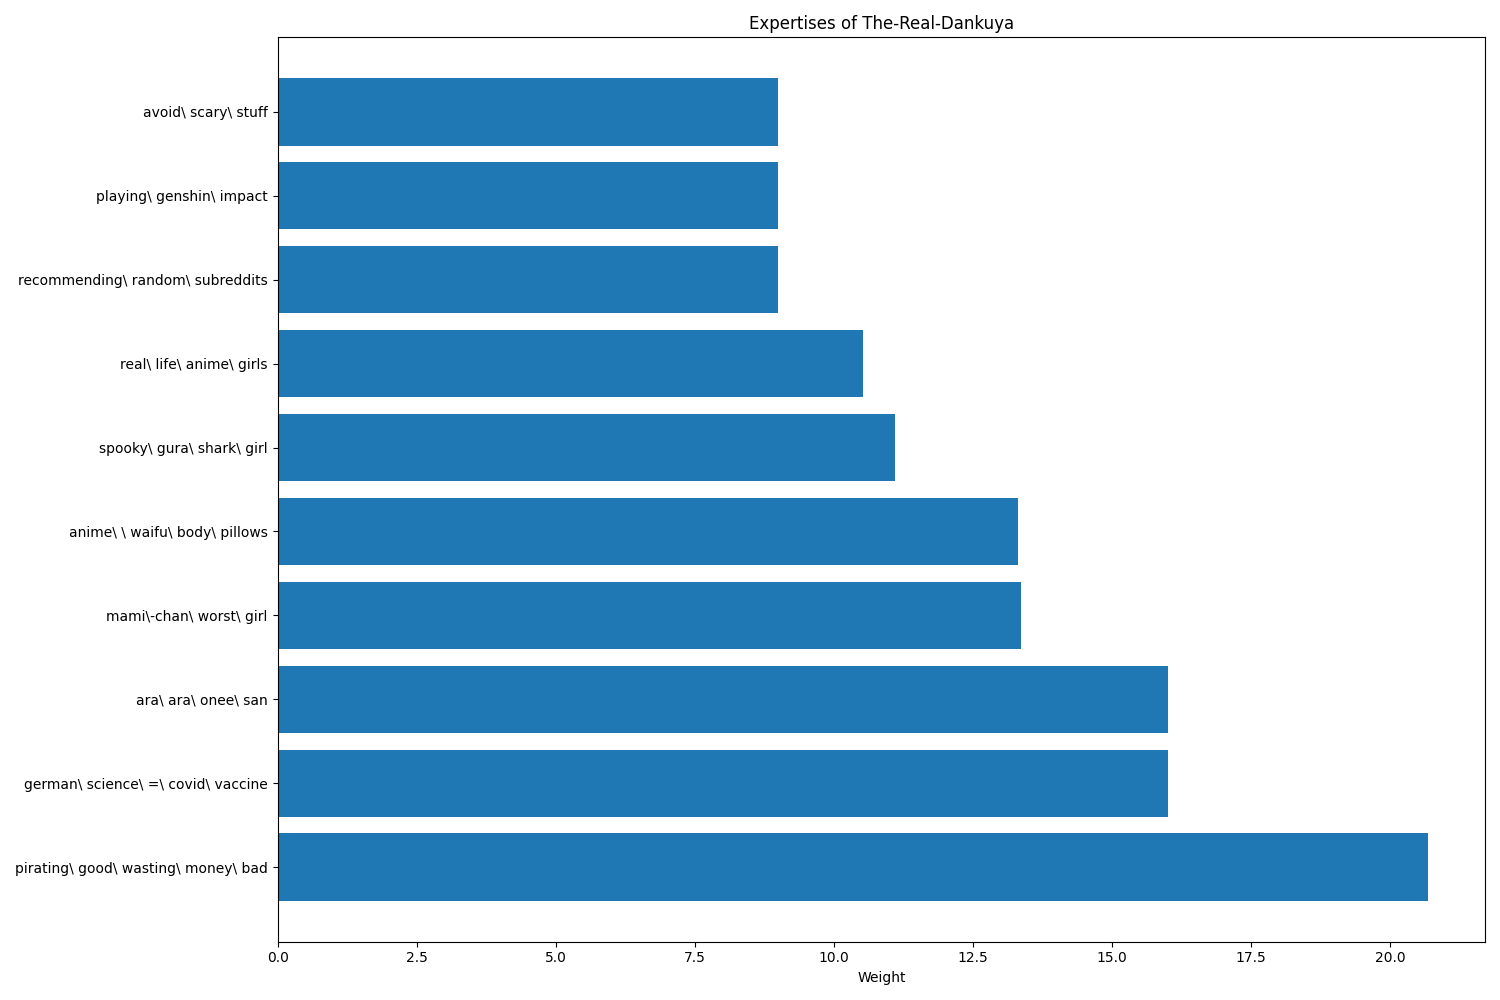 Expertises of The-Real-Dankuya
avoid\ scary\ stuff
playing\ genshin\ impact
recommending\ random\ subreddits
real\ life\ anime\ girls
spooky\ gura\ shark\ girl
anime\ \ waifu\ body\ pillows
mami\-chan\ worst\ girl
ara\ ara\ onee\ san
german\ science\ =\ covid\ vaccine
pirating\ good\ wasting\ money\ bad
0.0 2.5 5.0 7.5 10.0 12.5 15.0 17.5 20.0
Weight